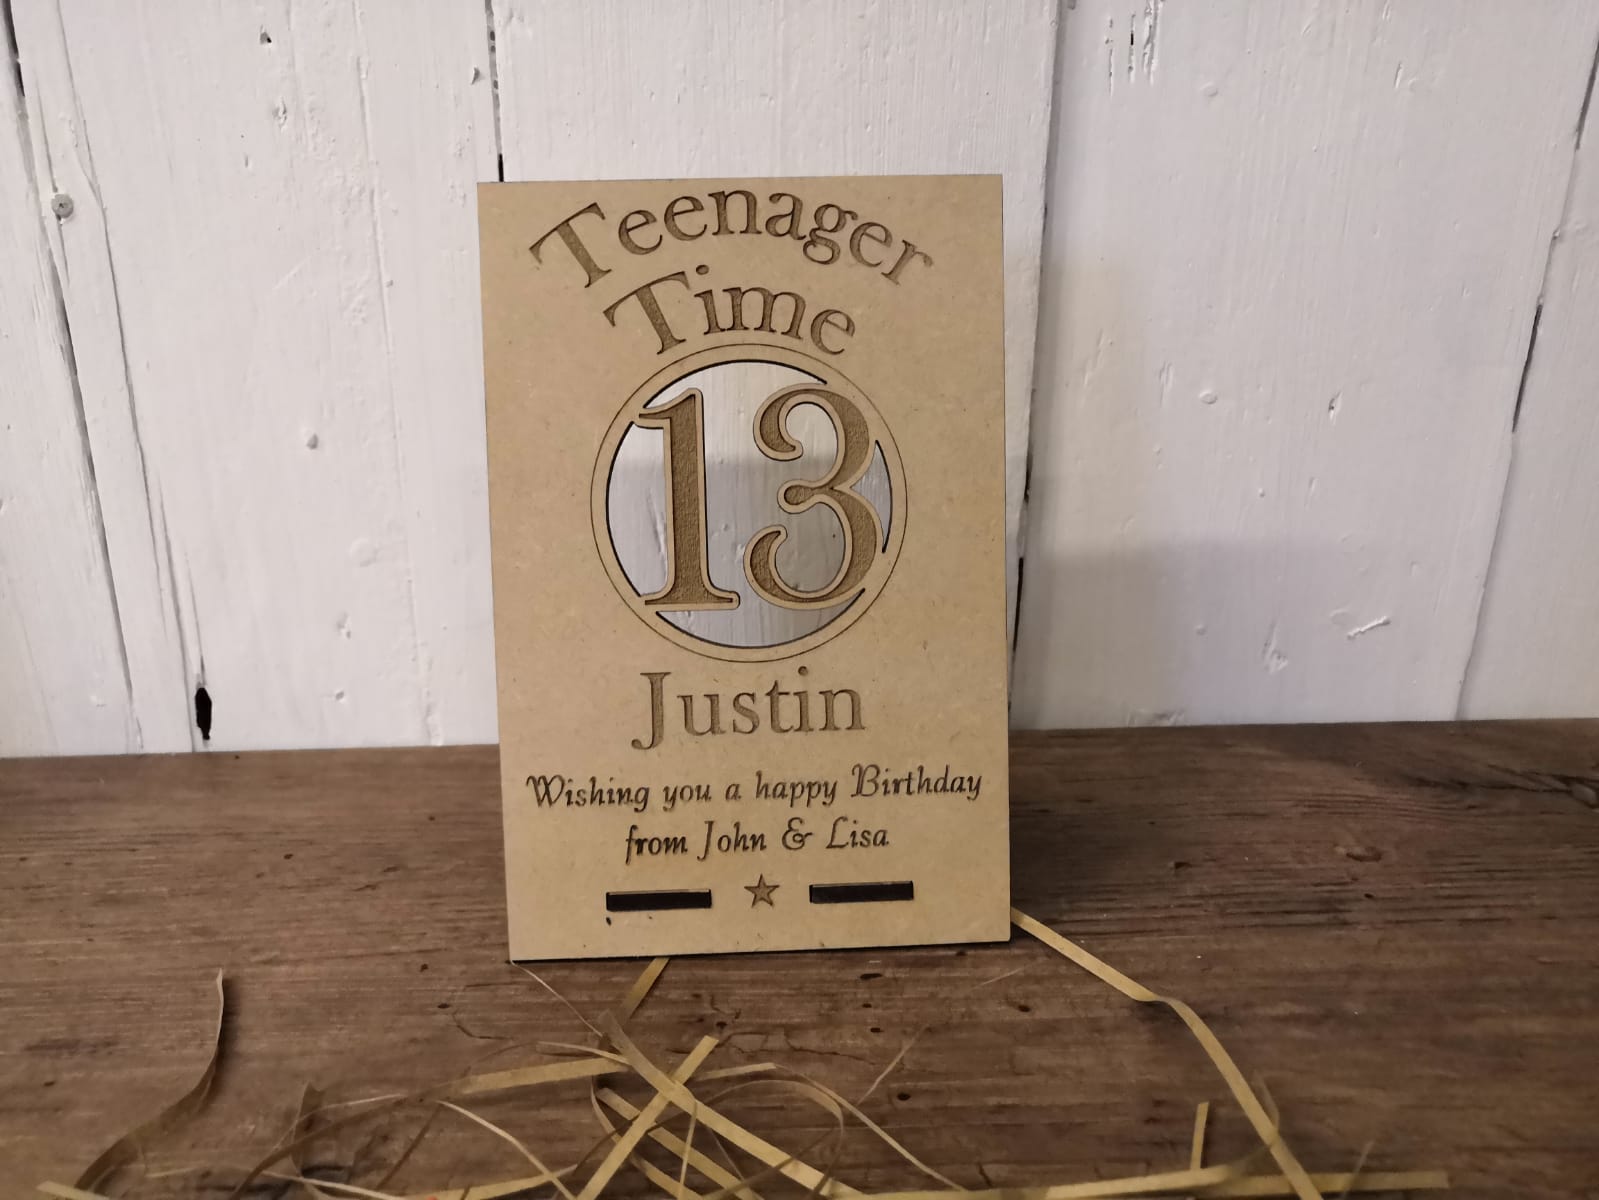 Teenager
Time
13
Justin
Wishing you a happy Birthday
from John & Lisa